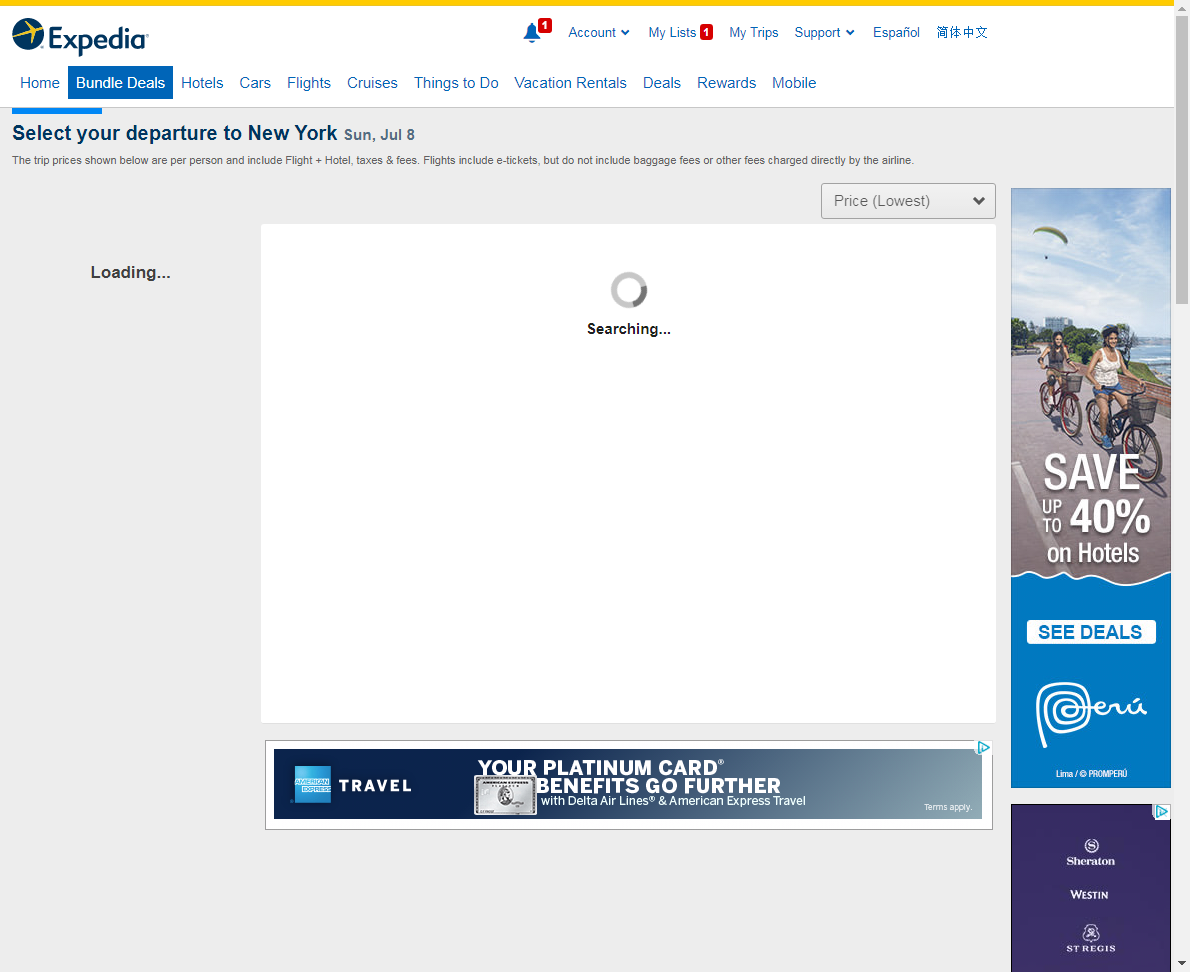 Expedia
1
Account
My Lists 1
My Trips
Support
Español
简体中文
Home
Bundle Deals
Hotels
Cars
Flights
Cruises
Things to Do
Vacation Rentals
Deals
Rewards
Mobile
Select your departure to New York Sun, Jul 8
The trip prices shown below are per person and include Flight + Hotel, taxes & fees. Flights include e-tickets, but do not include baggage fees or other fees charged directly by the airline.
Price (Lowest)
Loading...
Searching...
SAVE
UP TO 40%
on Hotels
SEE DEALS
Perú
Lima / © PROMPERÚ
AMERICAN EXPRESS
TRAVEL
YOUR PLATINUM CARD®
BENEFITS GO FURTHER
with Delta Air Lines® & American Express Travel
Terms apply.
AMERICAN EXPRESS
Sheraton
WESTIN
ST REGIS